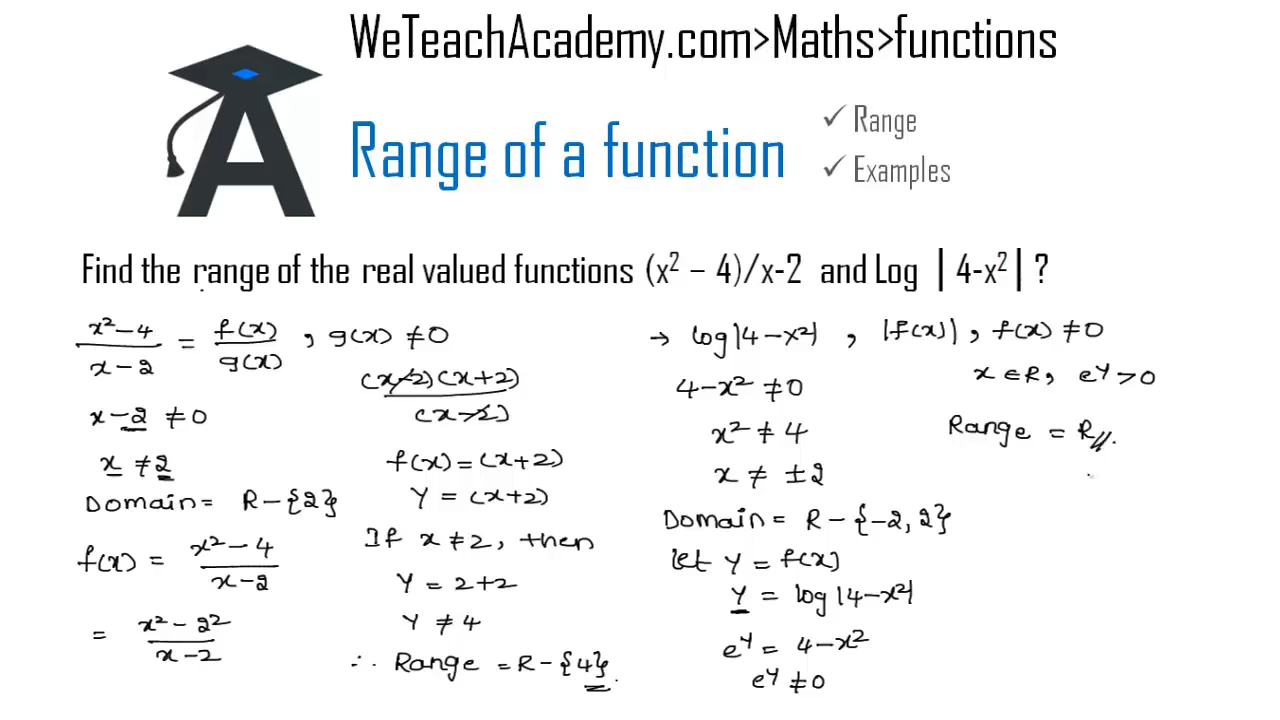 WeTeachAcademy.com>Maths>functions
Range of a function
✓ Range
✓ Examples
Find the range of the real valued functions (x² – 4)/x-2 and Log |4-x²| ?
x²-4/x-2 = f(x)/g(x), g(x) ≠0
x-2 ≠0
x ≠2
Domain= R-{2}
f(x) = x²-4/x-2
= x²-2²/x-2
(x-2)(x+2)/(x-2)
f(x)=(x+2)
Y = (x+2)
If x≠2, then
Y = 2+2
Y ≠ 4
∴ Range = R-{4}.
→ log|4-x²|, |f(x)|, f(x) ≠0
4-x² ≠0
x² ≠ 4
x ≠ ±2
Domain= R-{-2,2}
let Y = f(x)
Y = log|4-x²|
e^Y = 4-x²
e^Y ≠0
x∈R, e^Y >0
Range = R//.